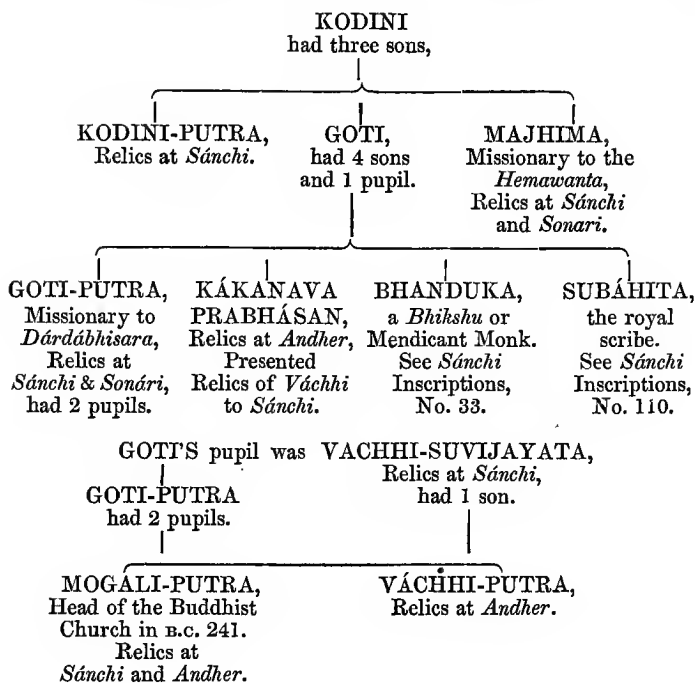 KODINI
had three sons,
KODINI-PUTRA,
Relics at Sánchi.
GOTI,
had 4 sons
and 1 pupil.
MAJHIMA,
Missionary to the
Hemawanta,
Relics at Sánchi
and Sonari.
GOTI-PUTRA,
Missionary to
Dárdábhisara,
Relics at
Sánchi & Sonári,
had 2 pupils.
KÁKANAVA
PRABHÁSAN,
Relics at Andher,
Presented
Relics of Váchhi
to Sánchi.
BHANDUKA,
a Bhikshu or
Mendicant Monk.
See Sánchi
Inscriptions,
No. 33.
SUBÁHITA,
the royal
scribe.
See Sánchi
Inscriptions,
No. 110.
GOTI'S pupil was VACHHI-SUVIJAYATA,
Relics at Sánchi,
had 1 son.
GOTI-PUTRA
had 2 pupils.
MOGALI-PUTRA,
Head of the Buddhist
Church in B.C. 241.
Relics at
Sánchi and Andher.
VÁCHHI-PUTRA,
Relics at Andher.